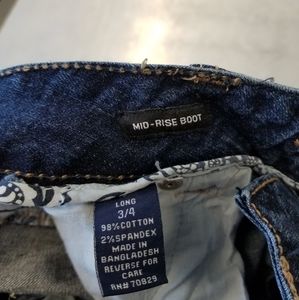 MID-RISE BOOT
LONG
3/4
98% COTTON
2% SPANDEX
MADE IN
BANGLADESH
REVERSE FOR
CARE
RN# 70829